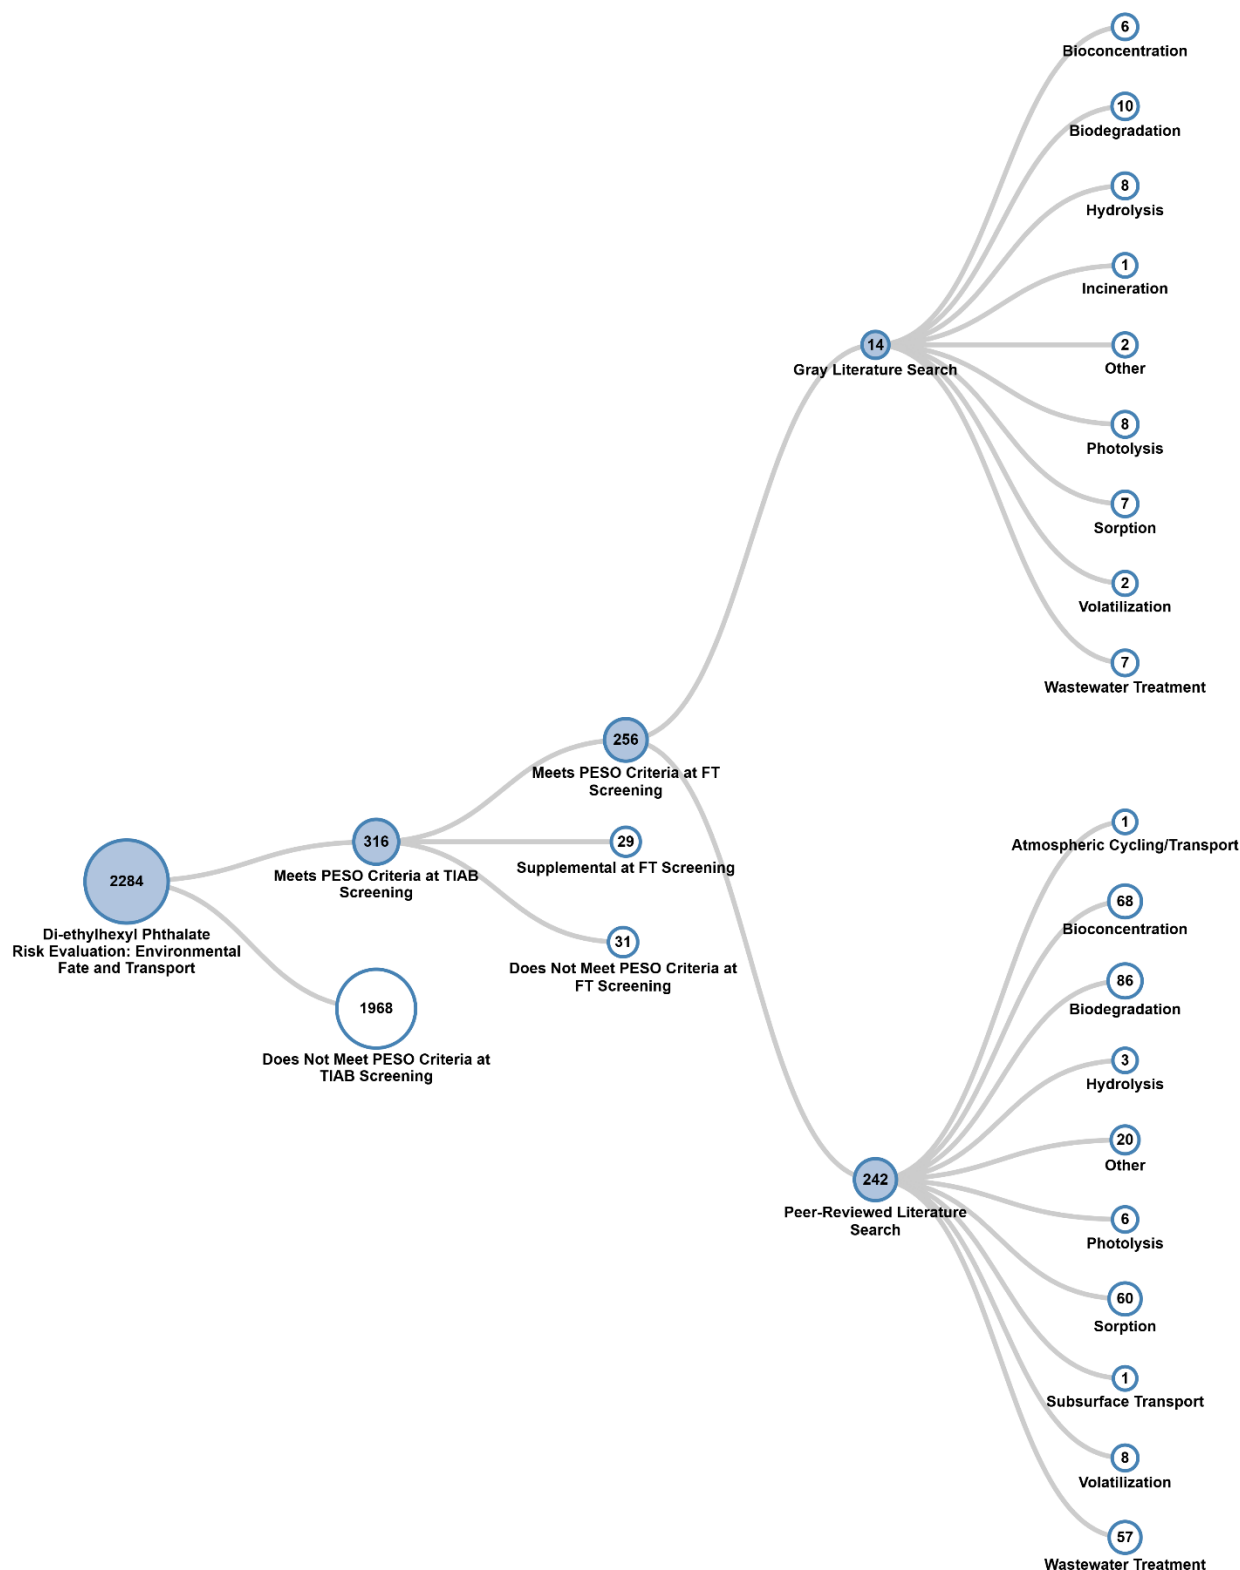 2284
Di-ethylhexyl Phthalate
Risk Evaluation: Environmental
Fate and Transport
316
Meets PESO Criteria at TIAB
Screening
1968
Does Not Meet PESO Criteria at
TIAB Screening
256
Meets PESO Criteria at FT
Screening
29
Supplemental at FT Screening
31
Does Not Meet PESO Criteria at
FT Screening
14
Gray Literature Search
6
Bioconcentration
10
Biodegradation
8
Hydrolysis
1
Incineration
2
Other
8
Photolysis
7
Sorption
2
Volatilization
7
Wastewater Treatment
242
Peer-Reviewed Literature
Search
1
Atmospheric Cycling/Transport
68
Bioconcentration
86
Biodegradation
3
Hydrolysis
20
Other
6
Photolysis
60
Sorption
1
Subsurface Transport
8
Volatilization
57
Wastewater Treatment